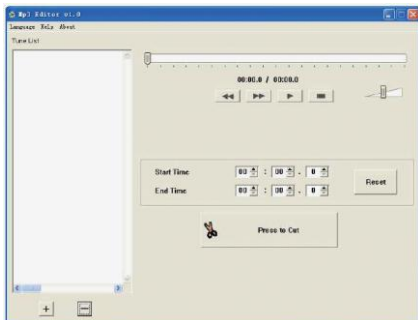 Mp3 Editor v1.0
Language Help About
Tune List
00:00.0 / 00:00.0
Start Time 00 : 00 . 0
End Time 00 : 00 . 0
Reset
Press to Cut